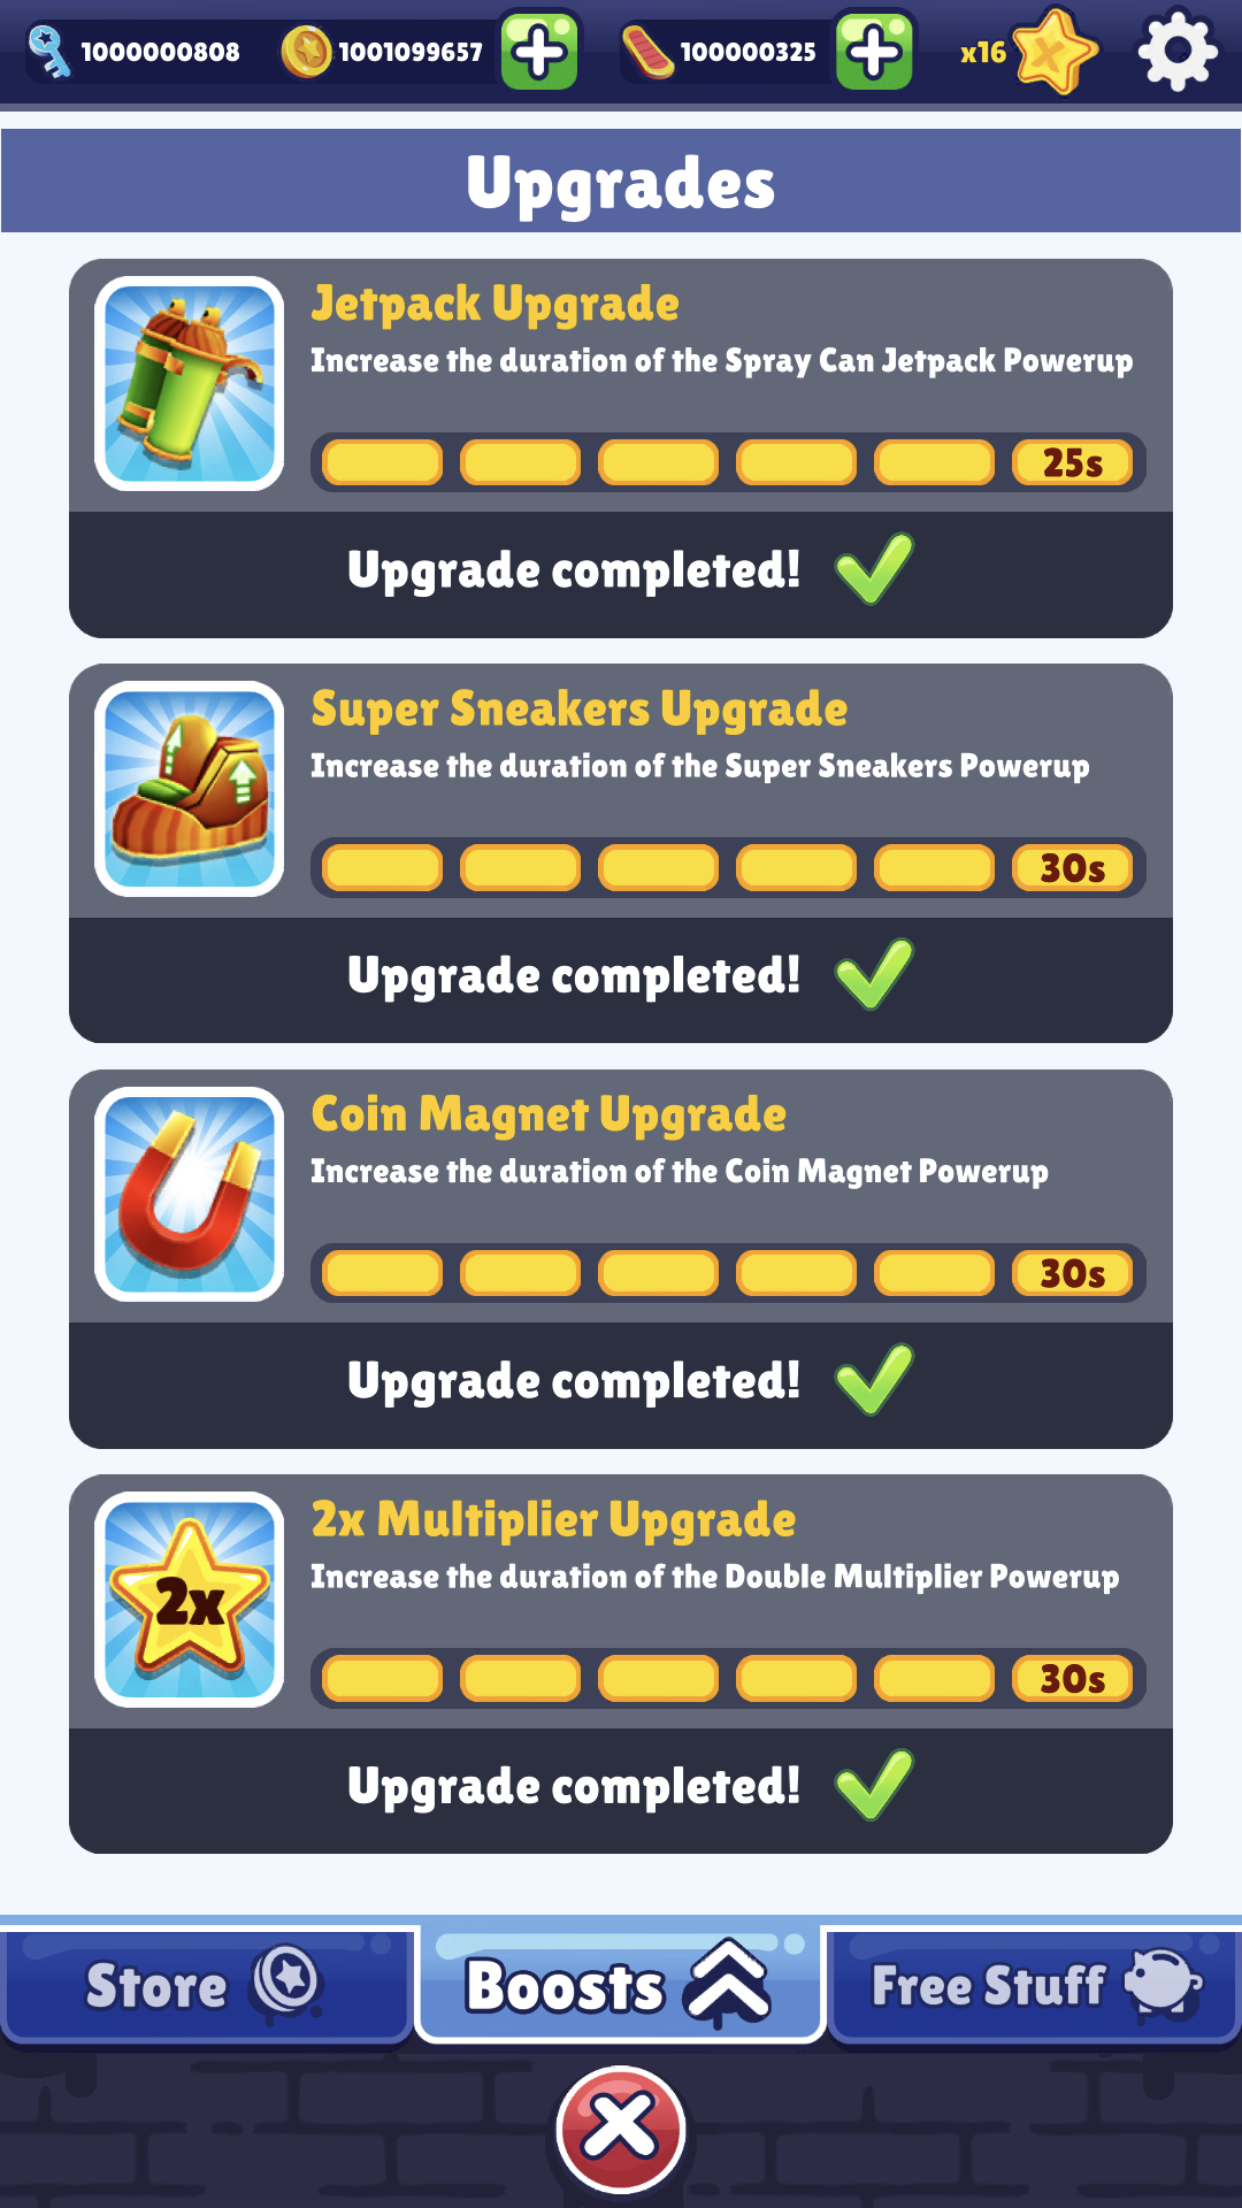 1000000808 1001099657 100000325 x16
Upgrades
Jetpack Upgrade
Increase the duration of the Spray Can Jetpack Powerup
25s
Upgrade completed!
Super Sneakers Upgrade
Increase the duration of the Super Sneakers Powerup
30s
Upgrade completed!
Coin Magnet Upgrade
Increase the duration of the Coin Magnet Powerup
30s
Upgrade completed!
2x Multiplier Upgrade
Increase the duration of the Double Multiplier Powerup
2x
30s
Upgrade completed!
Store Boosts Free Stuff